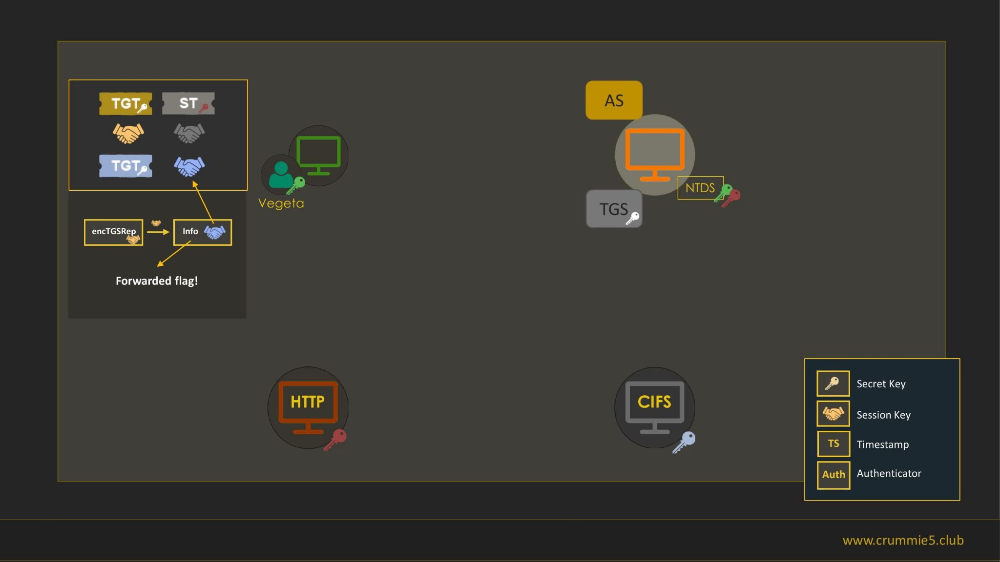 TGT
ST
TGT
encTGSRep
Info
Forwarded flag!
Vegeta
AS
NTDS
TGS
HTTP
CIFS
Secret Key
Session Key
TS Timestamp
Auth Authenticator
www.crummie5.club